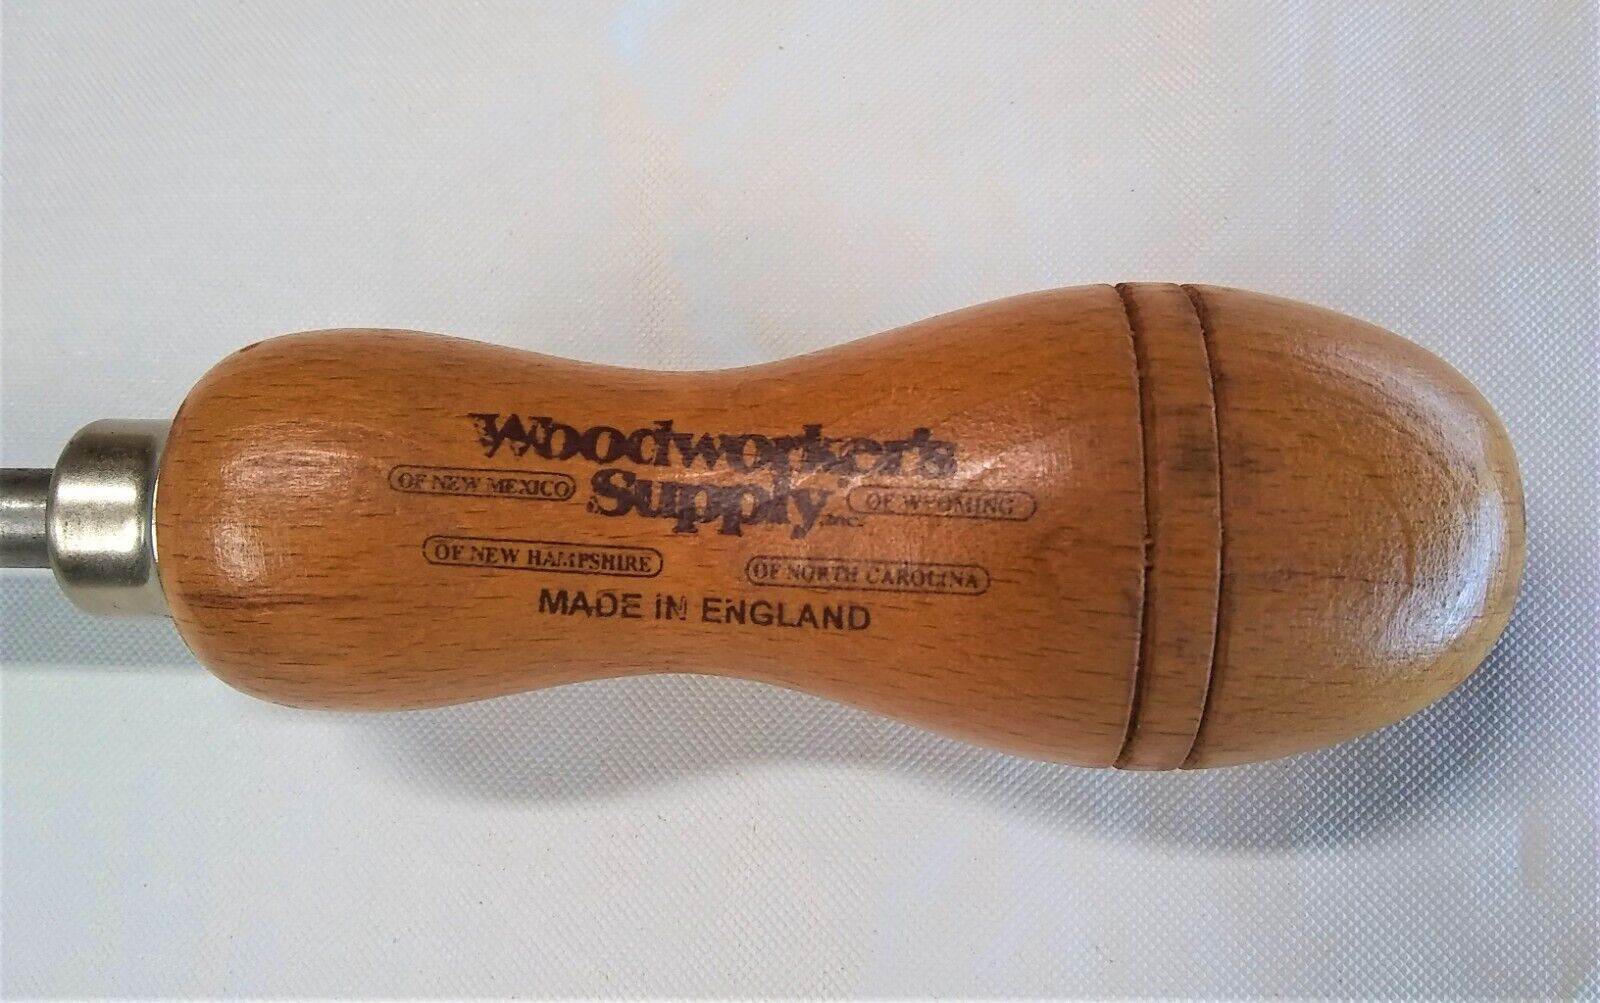 Woodworker's
OF NEW MEXICO Supply, Inc. OF WYOMING
OF NEW HAMPSHIRE OF NORTH CAROLINA
MADE IN ENGLAND